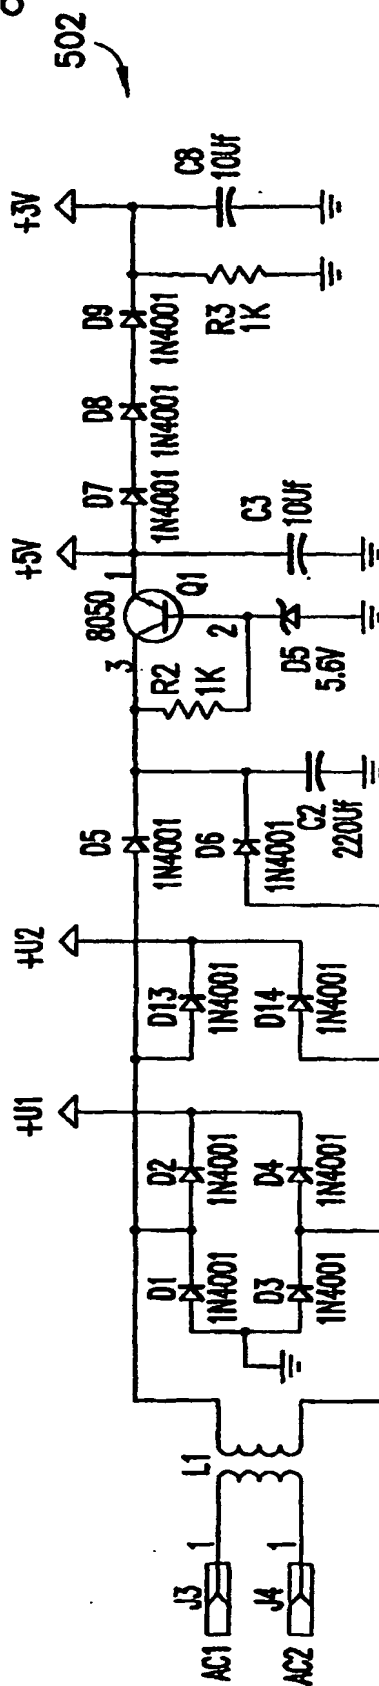 502
+3V
C8
10Uf
R3
1K
D9
1N4001
D8
1N4001
D7
1N4001
+5V
C3
10Uf
1
8050
Q1
2
3
R2
1K
D5
5.6V
D5
1N4001
D6
1N4001
C2
220Uf
+U2
D13
1N4001
D14
1N4001
+U1
D2
1N4001
D4
1N4001
D1
1N4001
D3
1N4001
L1
J3
1
AC1
J4
1
AC2